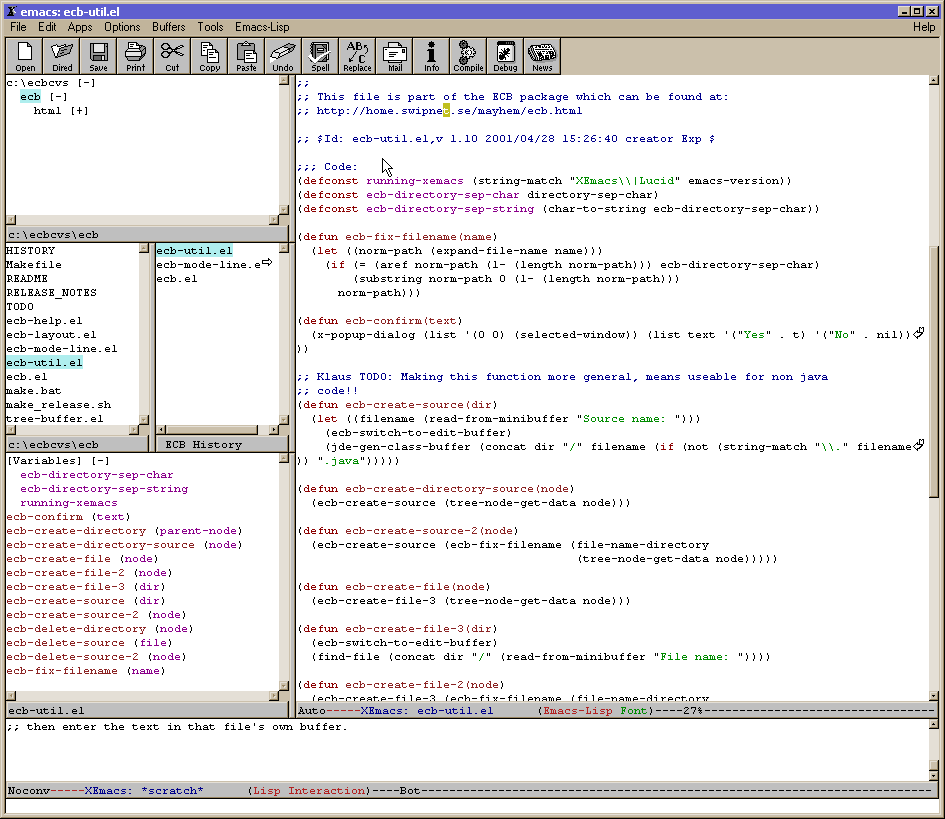 emacs: ecb-util.el
File Edit Apps Options Buffers Tools Emacs-Lisp Help
Open Dired Save Print Cut Copy Paste Undo Spell Replace Mail Info Compile Debug News
c:\ecbcvs [-]
ecb [-]
html [+]
c:\ecbcvs\ecb
HISTORY
Makefile
README
RELEASE_NOTES
TODO
ecb-help.el
ecb-layout.el
ecb-mode-line.el
ecb-util.el
ecb.el
make.bat
make_release.sh
tree-buffer.el
c:\ecbcvs\ecb
ecb-util.el
ecb-mode-line.e
ecb.el
ECB History
[Variables] [-]
ecb-directory-sep-char
ecb-directory-sep-string
running-xemacs
ecb-confirm (text)
ecb-create-directory (parent-node)
ecb-create-directory-source (node)
ecb-create-file (node)
ecb-create-file-2 (node)
ecb-create-file-3 (dir)
ecb-create-source (dir)
ecb-create-source-2 (node)
ecb-delete-directory (node)
ecb-delete-source (file)
ecb-delete-source-2 (node)
ecb-fix-filename (name)
ecb-util.el
;;
;; This file is part of the ECB package which can be found at:
;; http://home.swipnet.se/mayhem/ecb.html
;; $Id: ecb-util.el,v 1.10 2001/04/28 15:26:40 creator Exp $
;;; Code:
(defconst running-xemacs (string-match "XEmacs\\|Lucid" emacs-version))
(defconst ecb-directory-sep-char directory-sep-char)
(defconst ecb-directory-sep-string (char-to-string ecb-directory-sep-char))
(defun ecb-fix-filename(name)
(let ((norm-path (expand-file-name name)))
(if (= (aref norm-path (1- (length norm-path))) ecb-directory-sep-char)
(substring norm-path 0 (1- (length norm-path)))
norm-path)))
(defun ecb-confirm(text)
(x-popup-dialog (list '(0 0) (selected-window)) (list text '("Yes" . t) '("No" . nil))
))
;; Klaus TODO: Making this function more general, means useable for non java
;; code!!
(defun ecb-create-source(dir)
(let ((filename (read-from-minibuffer "Source name: ")))
(ecb-switch-to-edit-buffer)
(jde-gen-class-buffer (concat dir "/" filename (if (not (string-match "\\." filename
)) ".java")))))
(defun ecb-create-directory-source(node)
(ecb-create-source (tree-node-get-data node)))
(defun ecb-create-source-2(node)
(ecb-create-source (ecb-fix-filename (file-name-directory
(tree-node-get-data node)))))
(defun ecb-create-file(node)
(ecb-create-file-3 (tree-node-get-data node)))
(defun ecb-create-file-3(dir)
(ecb-switch-to-edit-buffer)
(find-file (concat dir "/" (read-from-minibuffer "File name: "))))
(defun ecb-create-file-2(node)
(ecb-create-file-3 (ecb-fix-filename (file-name-directory
Auto-----XEmacs: ecb-util.el (Emacs-Lisp Font)----27%--------------------------------
;; then enter the text in that file's own buffer.
Noconv-----XEmacs: *scratch* (Lisp Interaction)----Bot--------------------------------